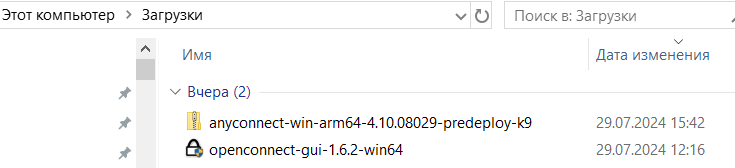 Этот компьютер > Загрузки
Поиск в: Загрузки
Имя
Дата изменения
Вчера (2)
anyconnect-win-arm64-4.10.08029-predeploy-k9 29.07.2024 15:42
openconnect-gui-1.6.2-win64 29.07.2024 12:16